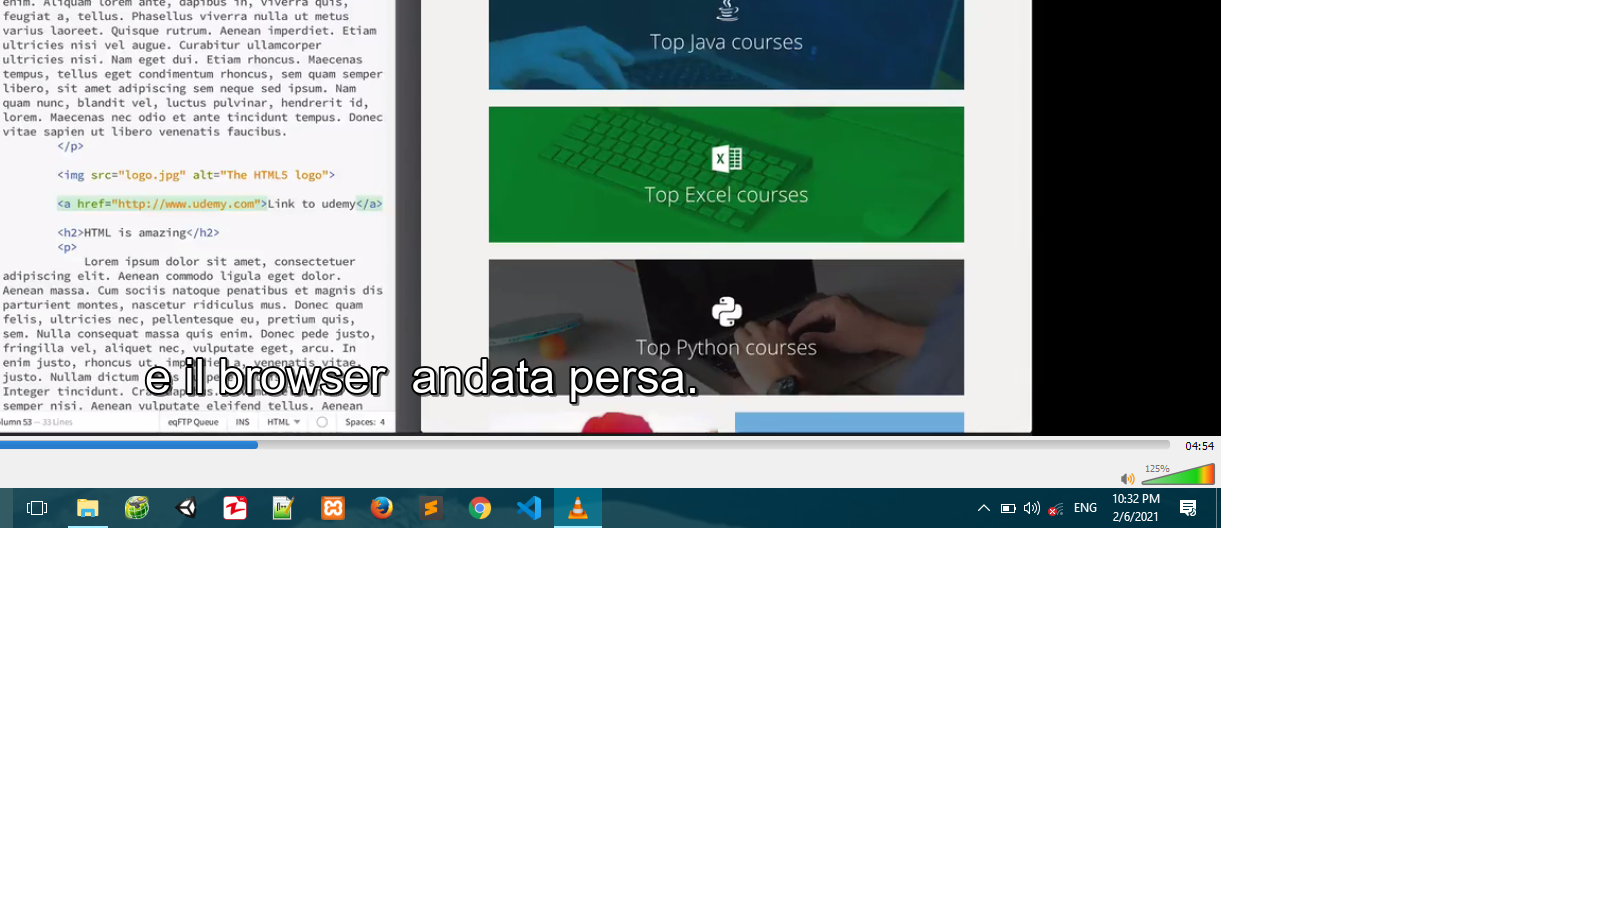 enim. Aliquam lorem ante, dapibus in, viverra quis,
feugiat a, tellus. Phasellus viverra nulla ut metus
varius laoreet. Quisque rutrum. Aenean imperdiet. Etiam
ultricies nisi vel augue. Curabitur ullamcorper
ultricies nisi. Nam eget dui. Etiam rhoncus. Maecenas
tempus, tellus eget condimentum rhoncus, sem quam semper
libero, sit amet adipiscing sem neque sed ipsum. Nam
quam nunc, blandit vel, luctus pulvinar, hendrerit id,
lorem. Maecenas nec odio et ante tincidunt tempus. Donec
vitae sapien ut libero venenatis faucibus.
</p>
<img src="logo.jpg" alt="The HTML5 logo">
<a href="http://www.udemy.com">Link to udemy</a>
<h2>HTML is amazing</h2>
<p>
Lorem ipsum dolor sit amet, consectetuer
adipiscing elit. Aenean commodo ligula eget dolor.
Aenean massa. Cum sociis natoque penatibus et magnis dis
parturient montes, nascetur ridiculus mus. Donec quam
felis, ultricies nec, pellentesque eu, pretium quis,
sem. Nulla consequat massa quis enim. Donec pede justo,
fringilla vel, aliquet nec, vulputate eget, arcu. In
enim justo, rhoncus ut, a, venenatis vitae,
justo. Nullam dictum
Integer tincidunt.
semper nisi. Aenean vulputate eleifend tellus. Aenean
lumn 53 — 33 Lines
eqFTP Queue
INS
HTML
Spaces: 4
Top Java courses
Top Excel courses
Top Python courses
e il browser  andata persa.
04:54
125%
ENG
10:32 PM
2/6/2021